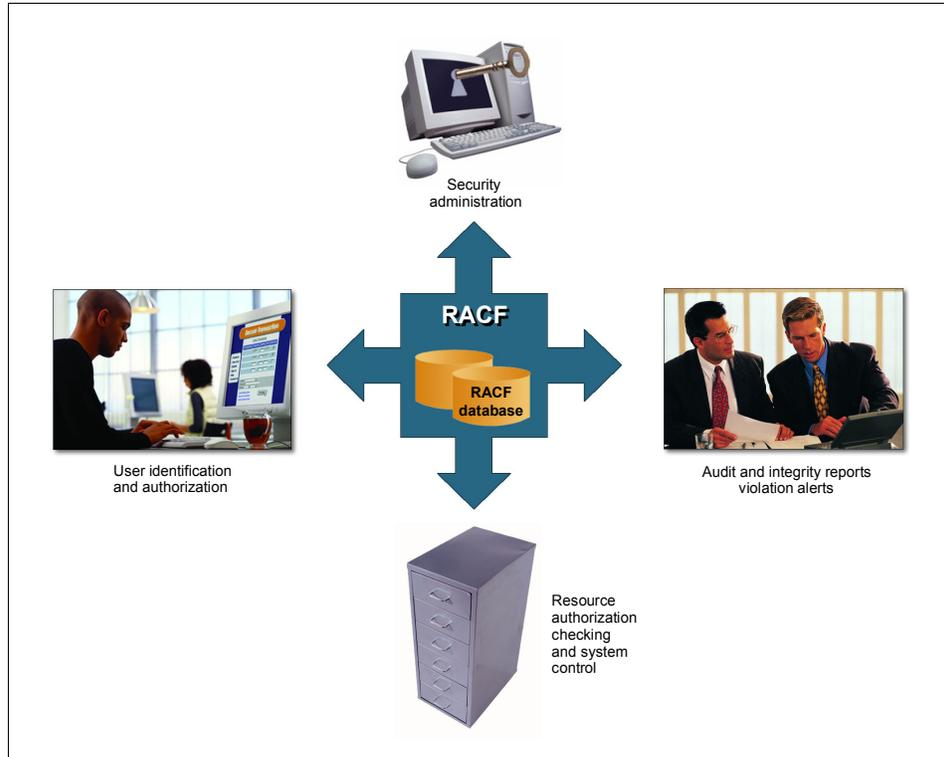 Security
administration
RACF
RACF
database
User identification
and authorization
Audit and integrity reports
violation alerts
Resource
authorization
checking
and system
control